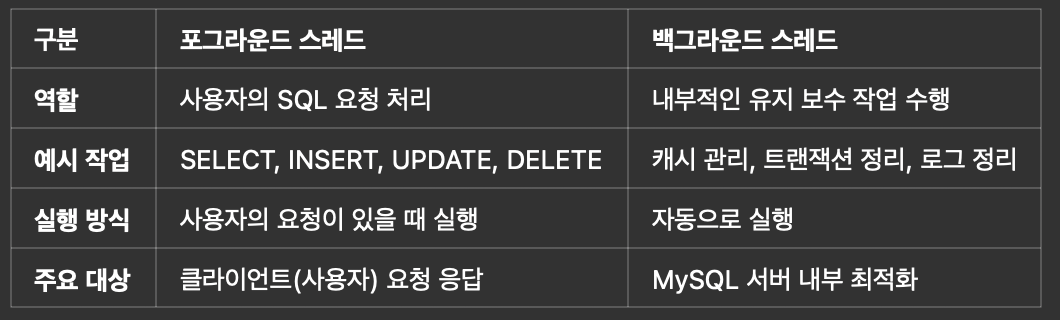 구분 포그라운드 스레드 백그라운드 스레드
역할 사용자의 SQL 요청 처리 내부적인 유지 보수 작업 수행
예시 작업 SELECT, INSERT, UPDATE, DELETE 캐시 관리, 트랜잭션 정리, 로그 정리
실행 방식 사용자의 요청이 있을 때 실행 자동으로 실행
주요 대상 클라이언트(사용자) 요청 응답 MySQL 서버 내부 최적화